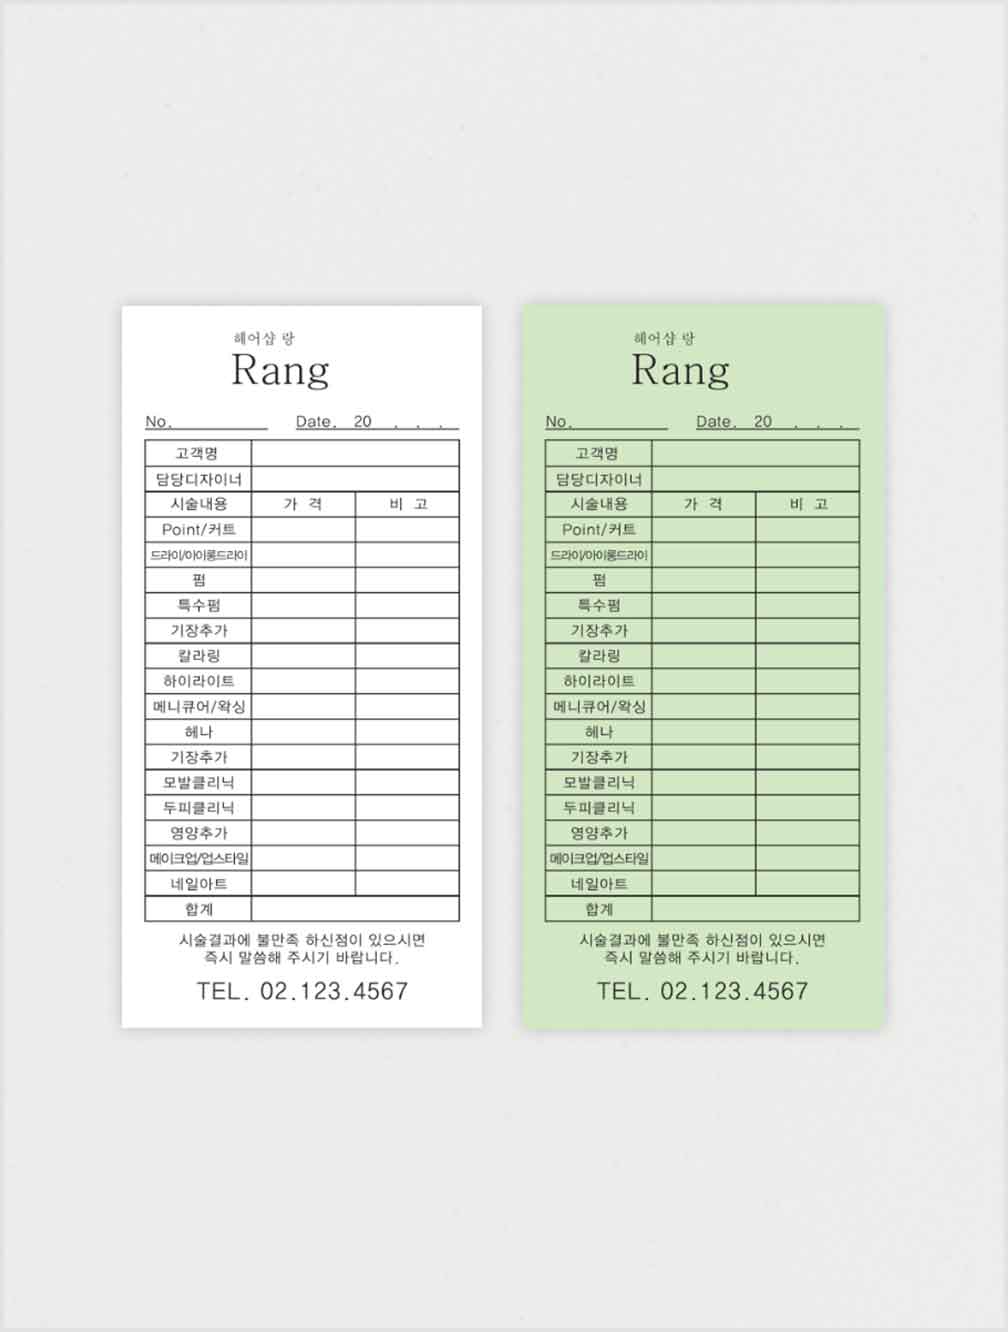 헤어샵 랑
Rang
No.
Date. 20 . . .
고객명
담당디자이너
시술내용 가 격 비 고
Point/커트
드라이/아이롱드라이
펌
특수펌
기장추가
칼라링
하이라이트
메니큐어/왁싱
헤나
기장추가
모발클리닉
두피클리닉
영양추가
메이크업/업스타일
네일아트
합계
시술결과에 불만족 하신점이 있으시면
즉시 말씀해 주시기 바랍니다.
TEL. 02.123.4567
헤어샵 랑
Rang
No.
Date. 20 . . .
고객명
담당디자이너
시술내용 가 격 비 고
Point/커트
드라이/아이롱드라이
펌
특수펌
기장추가
칼라링
하이라이트
메니큐어/왁싱
헤나
기장추가
모발클리닉
두피클리닉
영양추가
메이크업/업스타일
네일아트
합계
시술결과에 불만족 하신점이 있으시면
즉시 말씀해 주시기 바랍니다.
TEL. 02.123.4567